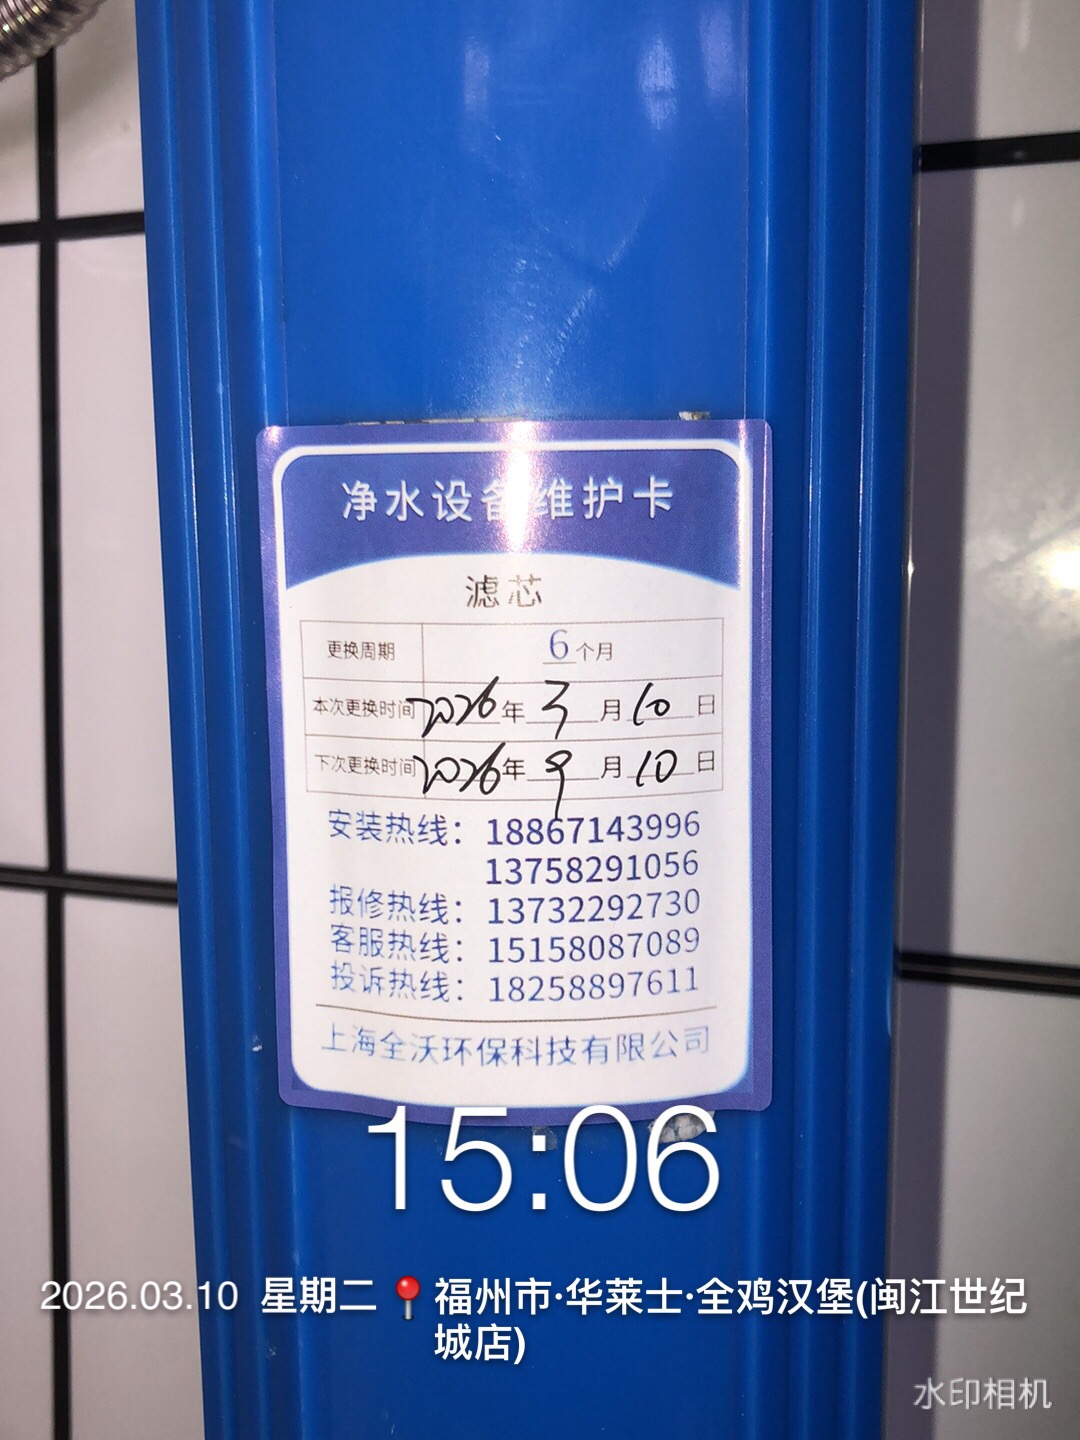 净水设备维护卡
滤芯
更换周期 6个月
本次更换时间 2026年3月10日
下次更换时间 2026年9月10日
安装热线：18867143996
13758291056
报修热线：13732292730
客服热线：15158087089
投诉热线：18258897611
上海全沃环保科技有限公司
15:06
2026.03.10 星期二 福州市·华莱士·全鸡汉堡(闽江世纪
城店)
水印相机